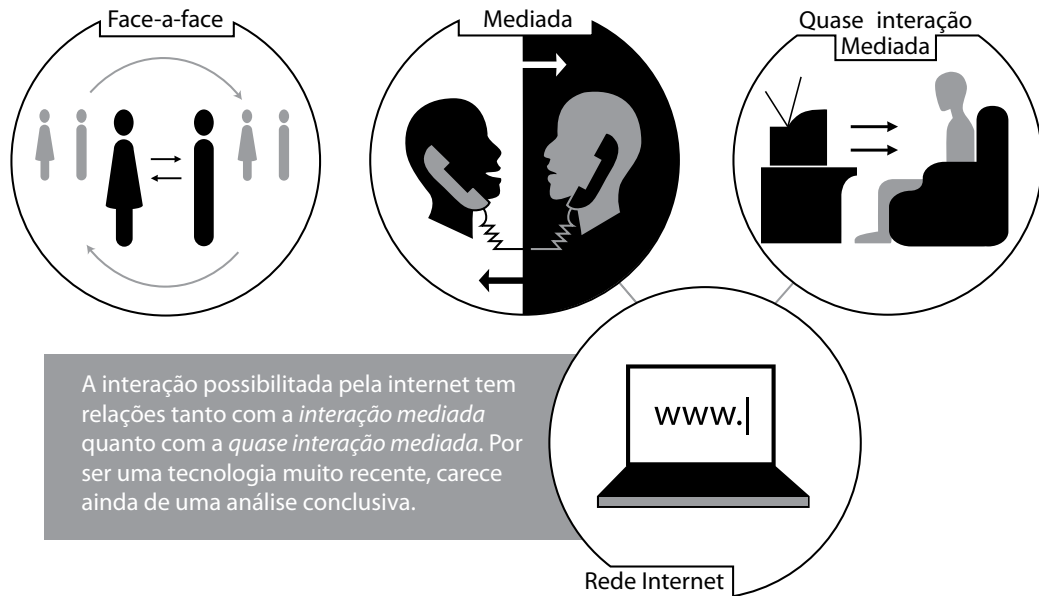 Face-a-face
Mediada
Quase interação
Mediada
A interação possibilitada pela internet tem
relações tanto com a interação mediada
quanto com a quase interação mediada. Por
ser uma tecnologia muito recente, carece
ainda de uma análise conclusiva.
www.|
Rede Internet